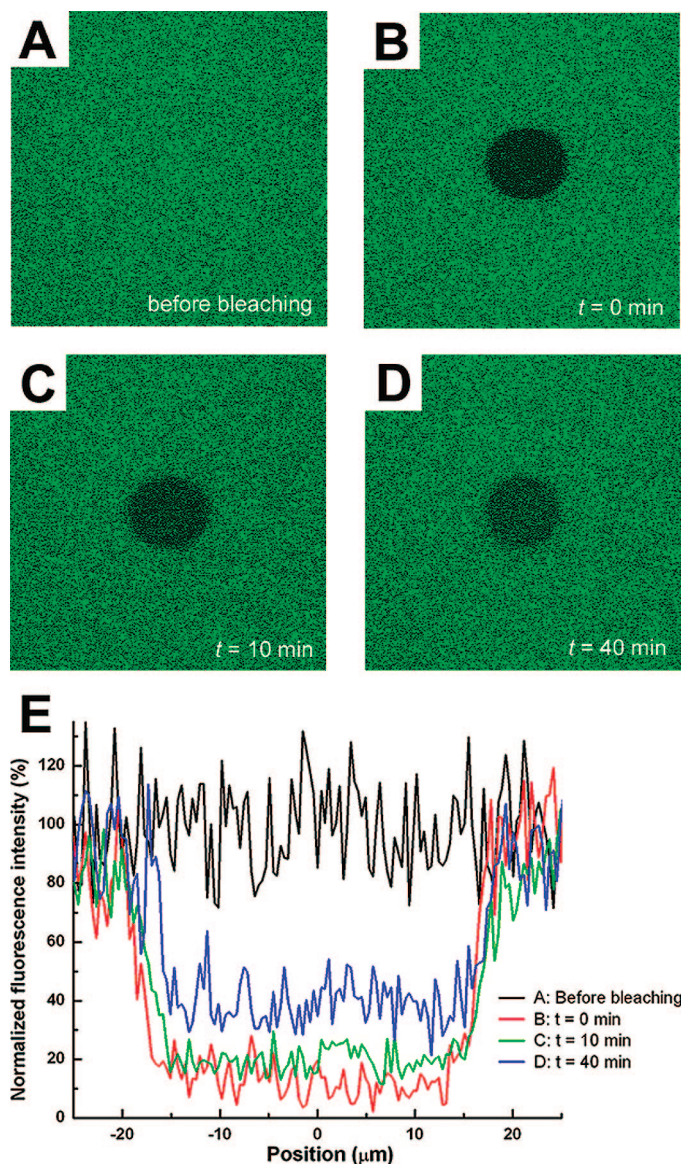 A
before bleaching
B
t = 0 min
C
t = 10 min
D
t = 40 min
E
Normalized fluorescence intensity (%)
120
100
80
60
40
20
0
-20
-10
0
10
20
Position (μm)
A: Before bleaching
B: t = 0 min
C: t = 10 min
D: t = 40 min